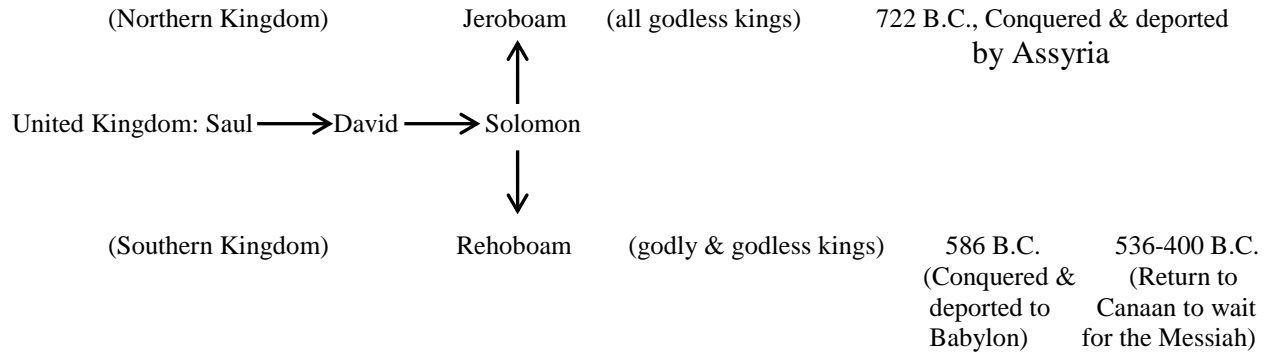 (Northern Kingdom) Jeroboam (all godless kings) 722 B.C., Conquered & deported
by Assyria
United Kingdom: Saul David Solomon
(Southern Kingdom) Rehoboam (godly & godless kings) 586 B.C. 536-400 B.C.
(Conquered & (Return to
deported to Canaan to wait
Babylon) for the Messiah)